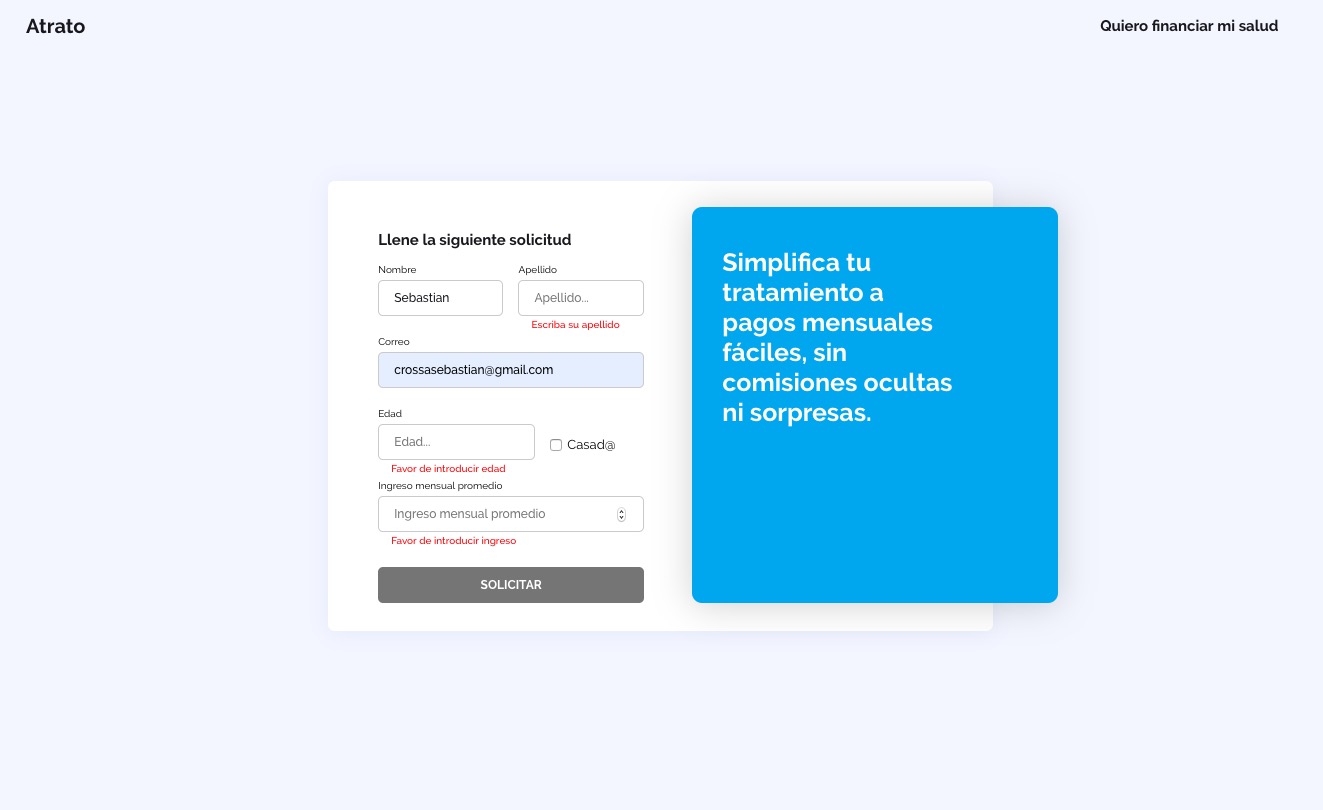 Atrato
Quiero financiar mi salud
Llene la siguiente solicitud
Nombre
Apellido
Sebastian
Apellido...
Escriba su apellido
Correo
crossasebastian@gmail.com
Edad
Edad...
Casad@
Favor de introducir edad
Ingreso mensual promedio
Ingreso mensual promedio
Favor de introducir ingreso
SOLICITAR
Simplifica tu
tratamiento a
pagos mensuales
fáciles, sin
comisiones ocultas
ni sorpresas.